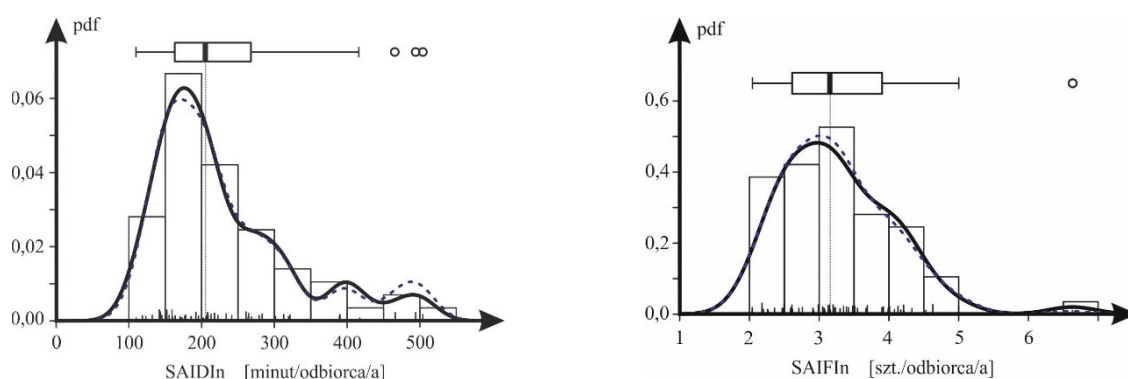 pdf
0,06
0,04
0,02
0,00
0 100 200 300 400 500
SAIDIn [minut/odbiorca/a]
pdf
0,6
0,4
0,2
0,0
1 2 3 4 5 6
SAIFIn [szt./odbiorca/a]